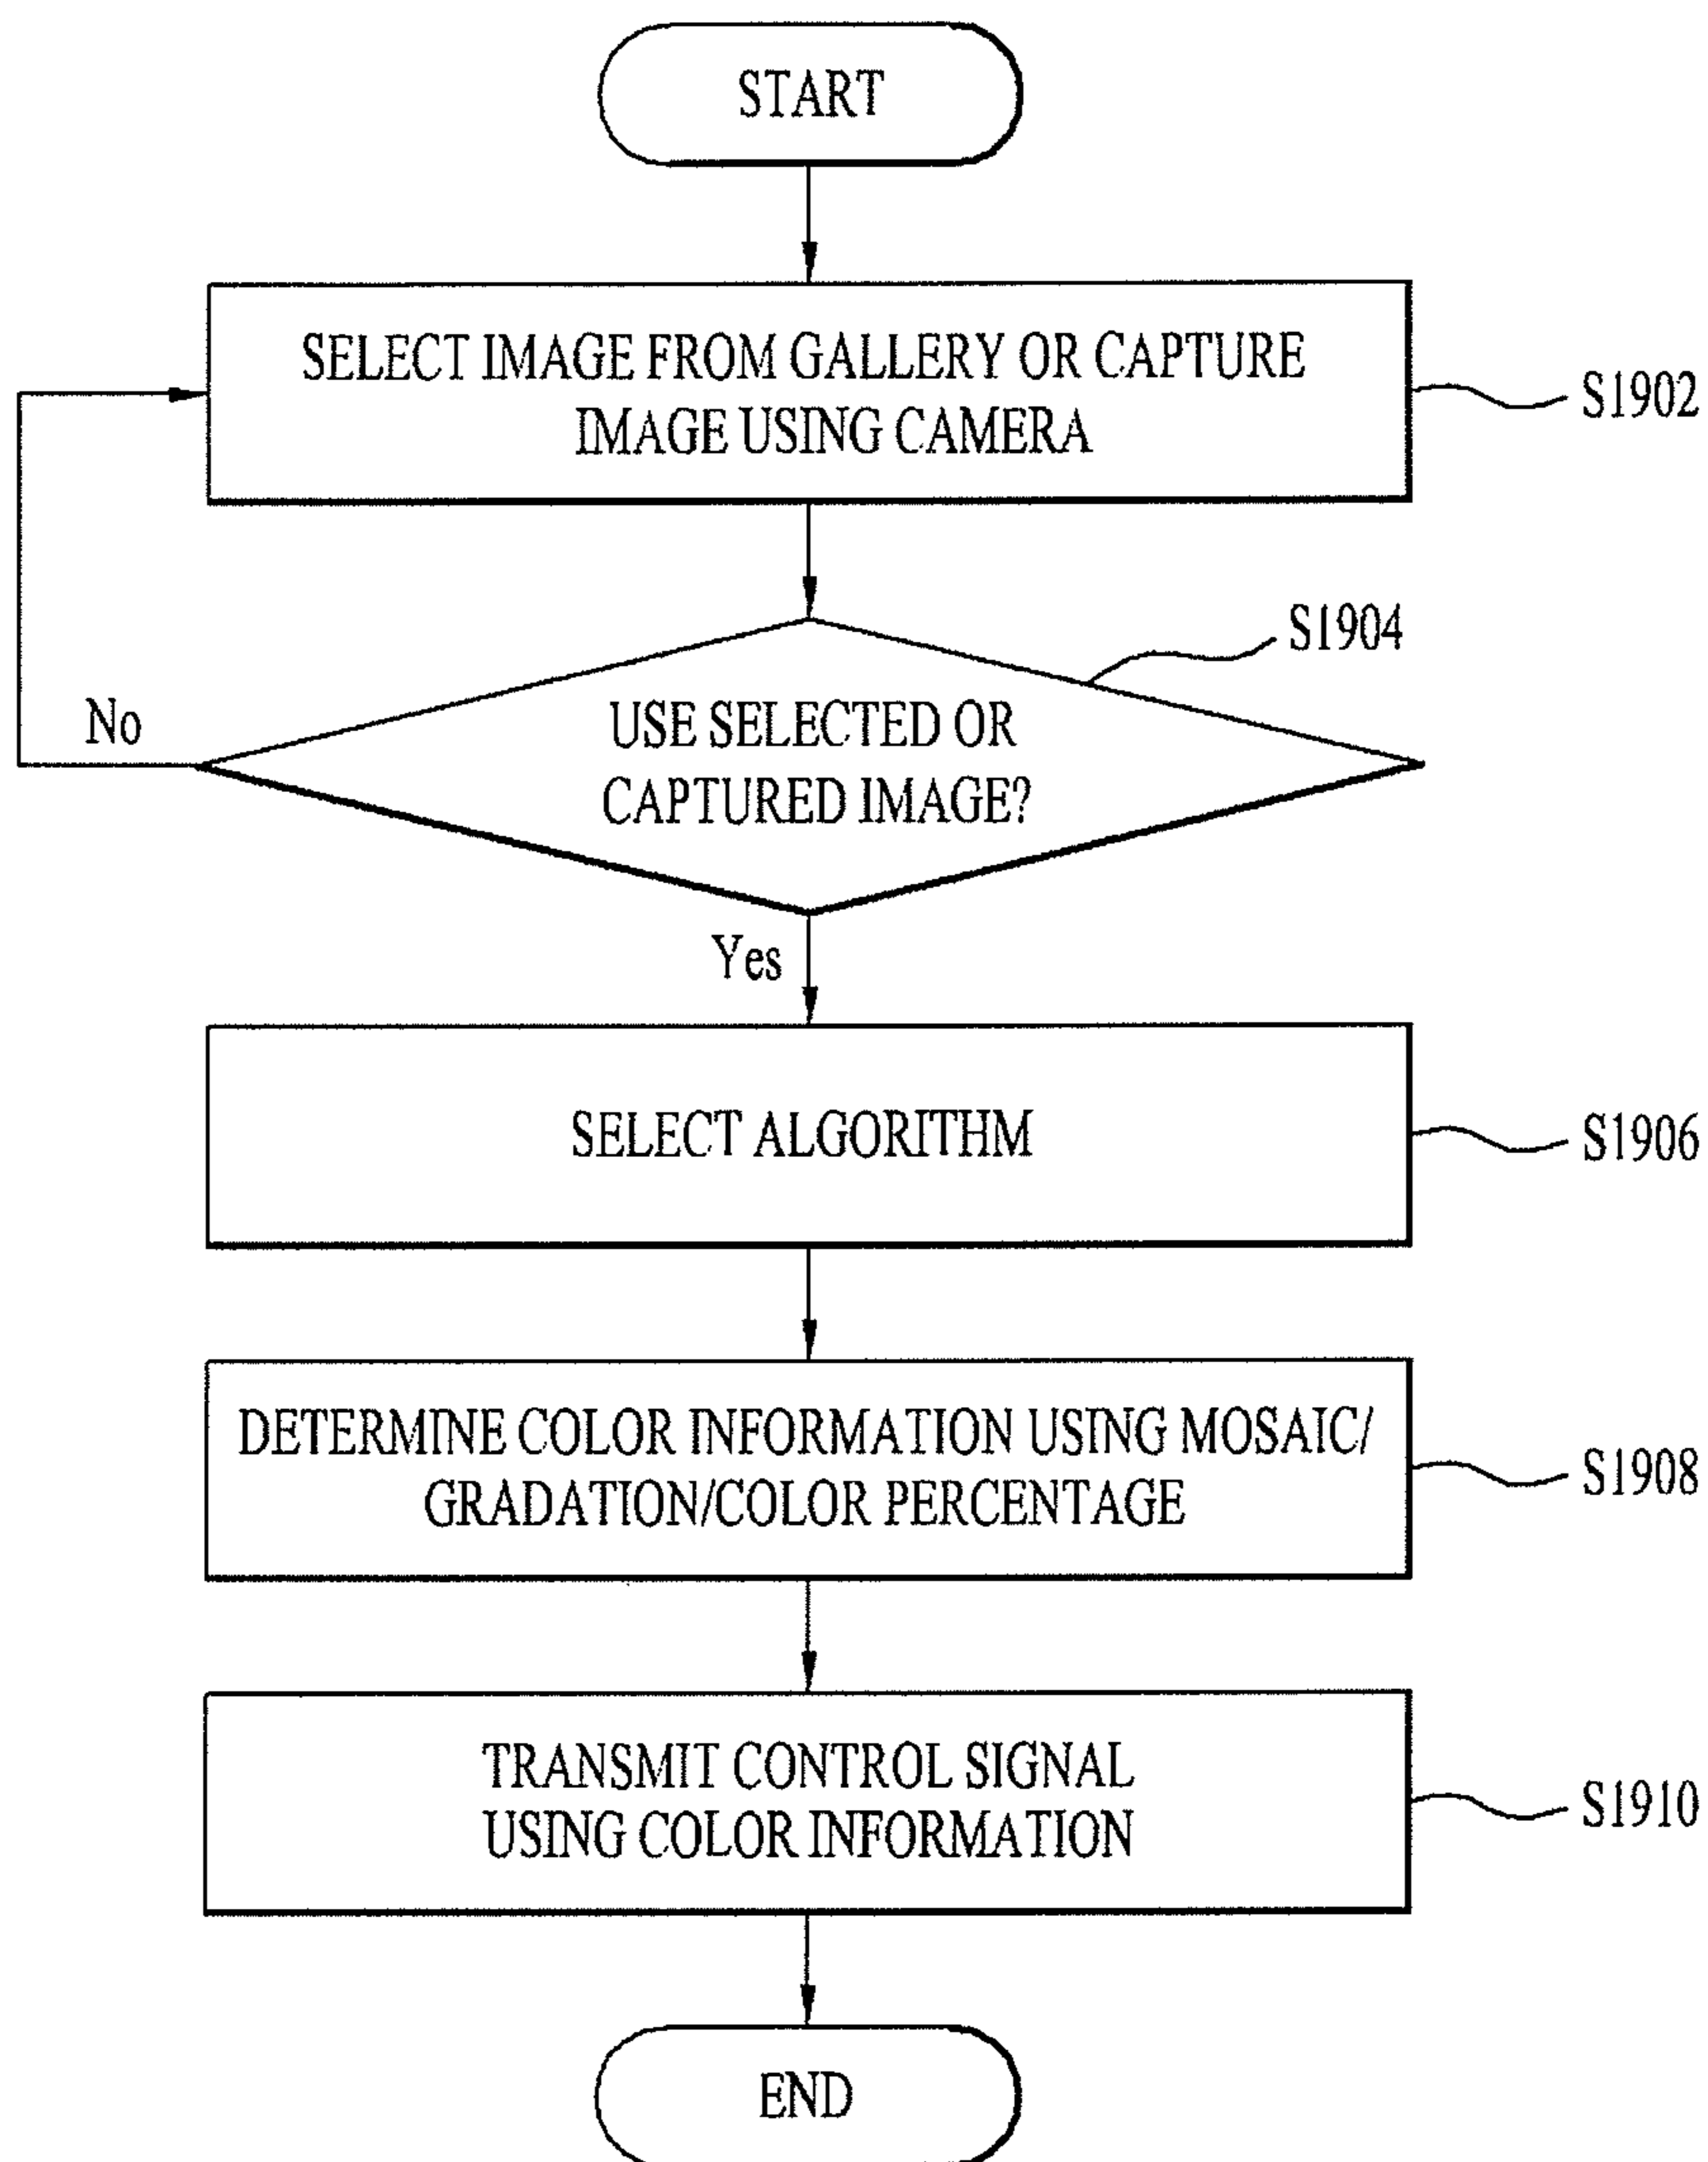 START
SELECT IMAGE FROM GALLERY OR CAPTURE
IMAGE USING CAMERA
S1902
S1904
USE SELECTED OR
CAPTURED IMAGE?
No
Yes
SELECT ALGORITHM
S1906
DETERMINE COLOR INFORMATION USING MOSAIC/
GRADATION/COLOR PERCENTAGE
S1908
TRANSMIT CONTROL SIGNAL
USING COLOR INFORMATION
S1910
END